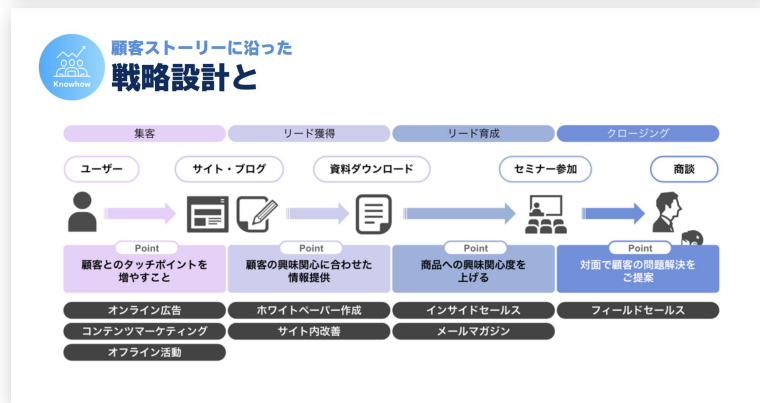 Knowhow
顧客ストーリーに沿った
戦略設計と
集客
リード獲得
リード育成
クロージング
ユーザー
サイト・ブログ
資料ダウンロード
セミナー参加
商談
Point
顧客とのタッチポイントを
増やすこと
Point
顧客の興味関心に合わせた
情報提供
Point
商品への興味関心度を
上げる
Point
対面で顧客の問題解決を
ご提案
オンライン広告
コンテンツマーケティング
オフライン活動
ホワイトペーパー作成
サイト内改善
インサイドセールス
メールマガジン
フィールドセールス